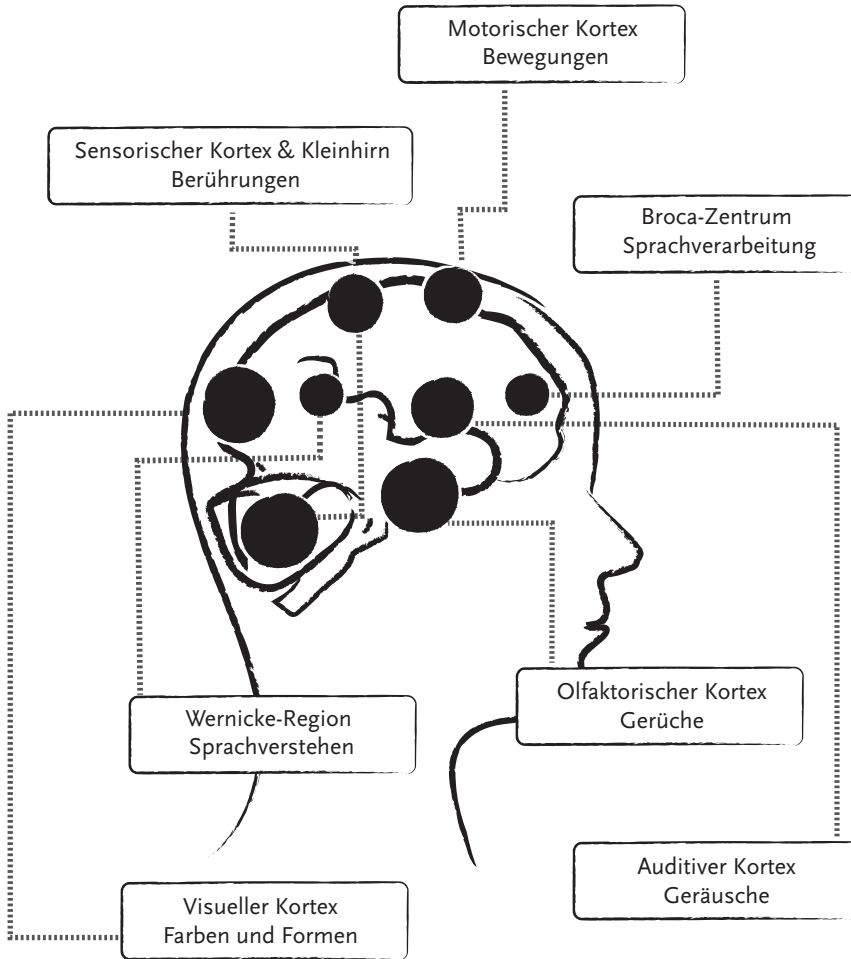 Motorischer Kortex
Bewegungen
Sensorischer Kortex & Kleinhirn
Berührungen
Broca-Zentrum
Sprachverarbeitung
Wernicke-Region
Sprachverstehen
Olfaktorischer Kortex
Gerüche
Auditiver Kortex
Geräusche
Visueller Kortex
Farben und Formen